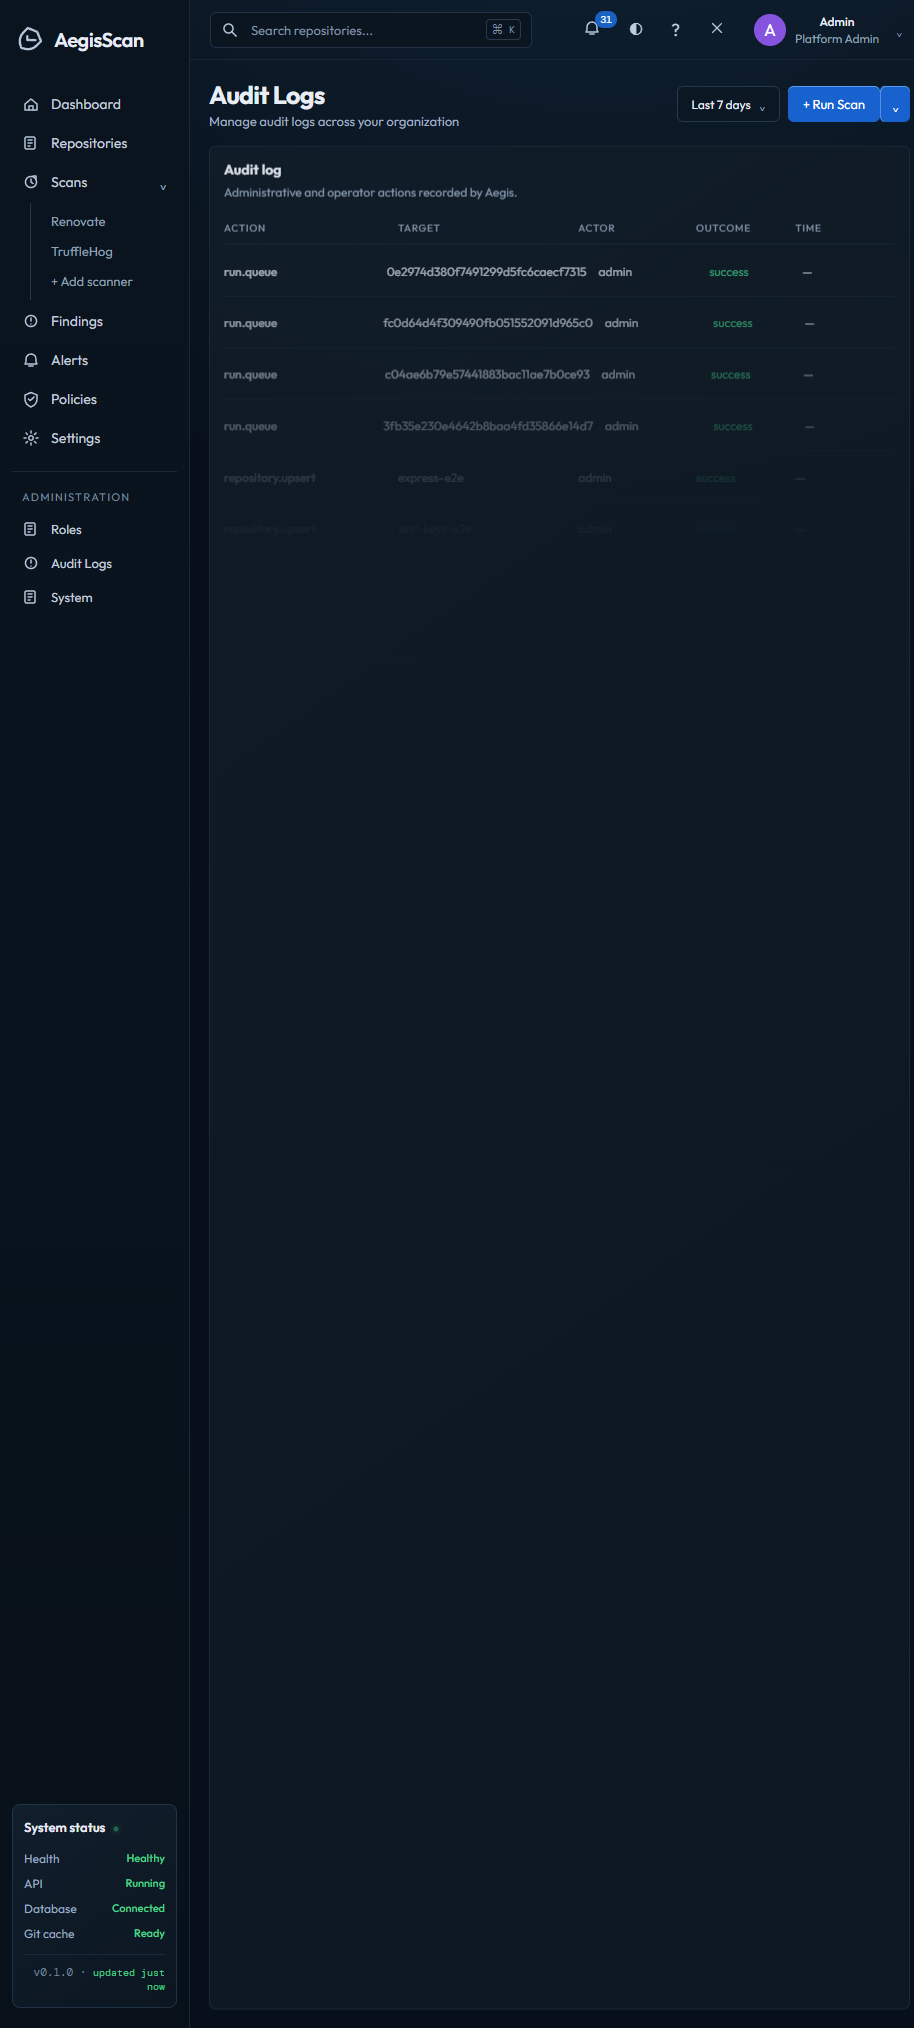 AegisScan
Dashboard
Repositories
Scans
Renovate
TruffleHog
+ Add scanner
Findings
Alerts
Policies
Settings
ADMINISTRATION
Roles
Audit Logs
System
System status
Health Healthy
API Running
Database Connected
Git cache Ready
v0.1.0 · updated just
now
Search repositories... ⌘ K
31
?
A
Admin
Platform Admin
Audit Logs
Manage audit logs across your organization
Last 7 days
+ Run Scan
Audit log
Administrative and operator actions recorded by Aegis.
ACTION TARGET ACTOR OUTCOME TIME
run.queue 0e2974d380f7491299d5fc6caecf7315 admin success —
run.queue fc0d64d4f309490fb051552091d965c0 admin success —
run.queue c04ae6b79e57441883bac11ae7b0ce93 admin success —
run.queue 3fb35e230e4642b8baa4fd35866e14d7 admin success —
repository.upsert express-e2e admin success —
repository.upsert admin success —